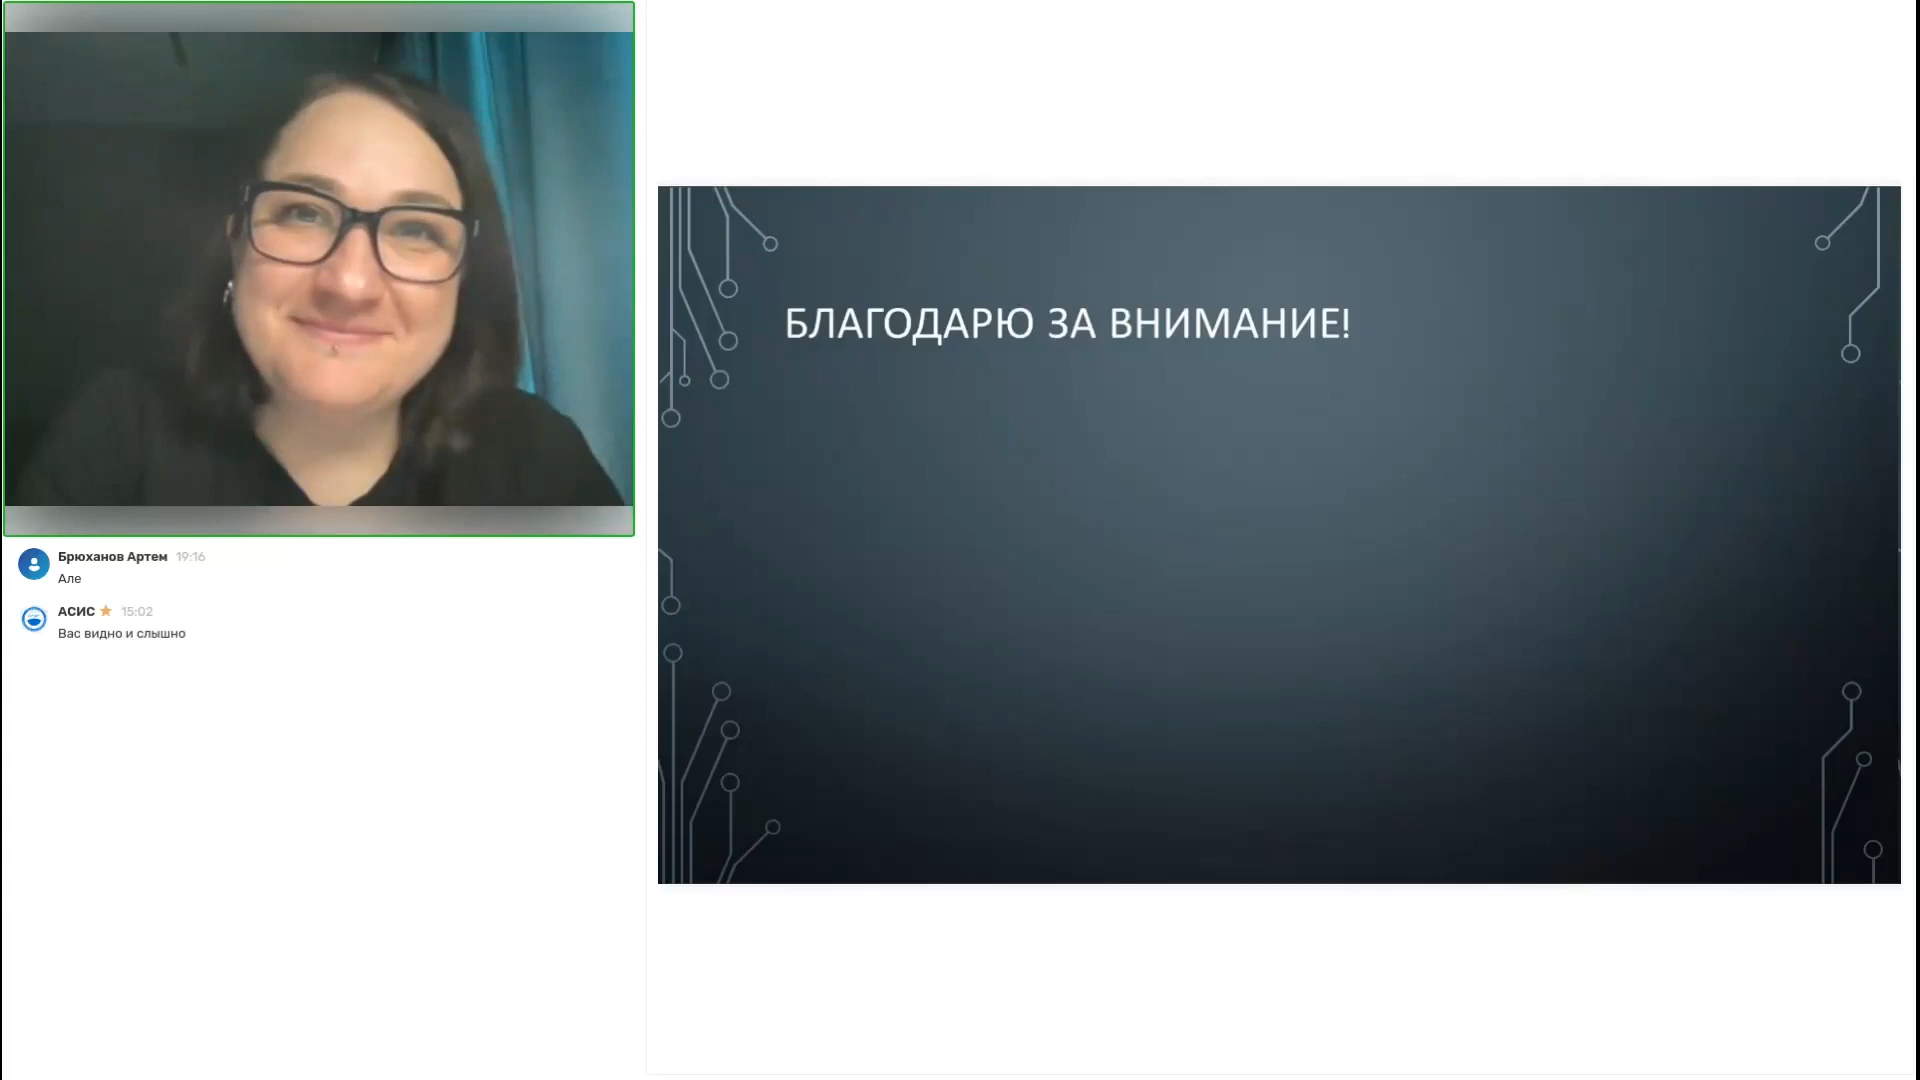 Брюханов Артем 19:16
Але
АСИС 15:02
Вас видно и слышно
БЛАГОДАРЮ ЗА ВНИМАНИЕ!